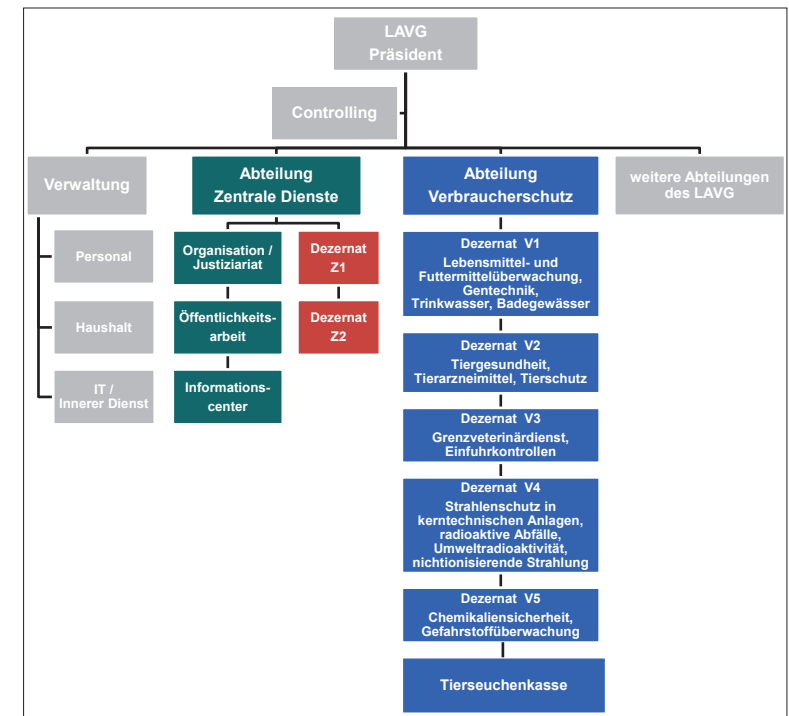 LAVG
Präsident
Controlling
Verwaltung
Abteilung
Zentrale Dienste
Abteilung
Verbraucherschutz
weitere Abteilungen
des LAVG
Personal
Haushalt
IT /
Innerer Dienst
Organisation /
Justiziariat
Öffentlichkeits-
arbeit
Informations-
center
Dezernat
Z1
Dezernat
Z2
Dezernat V1
Lebensmittel- und
Futtermittelüberwachung,
Gentechnik,
Trinkwasser, Badegewässer
Dezernat V2
Tiergesundheit,
Tierarzneimittel, Tierschutz
Dezernat V3
Grenzveterinärdienst,
Einfuhrkontrollen
Dezernat V4
Strahlenschutz in
kerntechnischen Anlagen,
radioaktive Abfälle,
Umweltradioaktivität,
nichtionisierende Strahlung
Dezernat V5
Chemikaliensicherheit,
Gefahrstoffüberwachung
Tierseuchenkasse